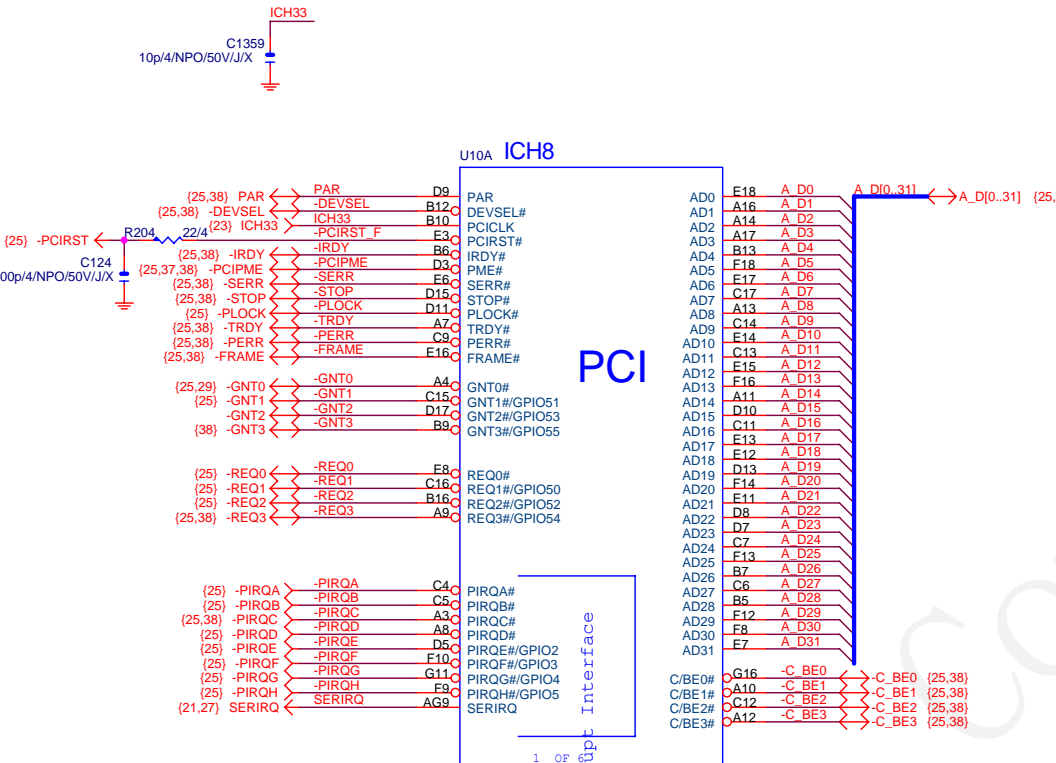 ICH33
C1359
10p/4/NPO/50V/J/X
U10A ICH8
{25,38} PAR PAR D9 PAR AD0 E18 A_D0 A_D[0..31] A_D[0..31] {25,
{25,38} -DEVSEL -DEVSEL B12 DEVSEL# AD1 A16 A_D1
{23} ICH33 ICH33 B10 PCICLK AD2 A14 A_D2
{25} -PCIRST R204 22/4 -PCIRST_F E3 PCIRST# AD3 A17 A_D3
{25,38} -IRDY -IRDY B6 IRDY# AD4 B13 A_D4
C124 {25,37,38} -PCIPME -PCIPME D3 PME# AD5 F18 A_D5
00p/4/NPO/50V/J/X {25,38} -SERR -SERR E6 SERR# AD6 E17 A_D6
{25,38} -STOP -STOP D15 STOP# AD7 C17 A_D7
{25} -PLOCK -PLOCK D11 PLOCK# AD8 A13 A_D8
{25,38} -TRDY -TRDY A7 TRDY# AD9 C14 A_D9
{25,38} -PERR -PERR C9 PERR# AD10 E14 A_D10
{25,38} -FRAME -FRAME E16 FRAME# AD11 C13 A_D11
PCI
AD12 E15 A_D12
{25,29} -GNT0 -GNT0 A4 GNT0# AD13 F16 A_D13
{25} -GNT1 -GNT1 C15 GNT1#/GPIO51 AD14 A11 A_D14
-GNT2 -GNT2 D17 GNT2#/GPIO53 AD15 D10 A_D15
{38} -GNT3 -GNT3 B9 GNT3#/GPIO55 AD16 C11 A_D16
AD17 E13 A_D17
AD18 E12 A_D18
{25} -REQ0 -REQ0 E8 REQ0# AD19 D13 A_D19
{25} -REQ1 -REQ1 C16 REQ1#/GPIO50 AD20 F14 A_D20
{25} -REQ2 -REQ2 B16 REQ2#/GPIO52 AD21 E11 A_D21
{25,38} -REQ3 -REQ3 A9 REQ3#/GPIO54 AD22 D8 A_D22
AD23 D7 A_D23
AD24 C7 A_D24
AD25 F13 A_D25
AD26 B7 A_D26
{25} -PIRQA -PIRQA C4 PIRQA# AD27 C6 A_D27
{25} -PIRQB -PIRQB C5 PIRQB# AD28 B5 A_D28
{25,38} -PIRQC -PIRQC A3 PIRQC# AD29 F12 A_D29
{25} -PIRQD -PIRQD A8 PIRQD# AD30 F8 A_D30
{25} -PIRQE -PIRQE D5 PIRQE#/GPIO2 AD31 E7 A_D31
{25} -PIRQF -PIRQF F10 PIRQF#/GPIO3
{25} -PIRQG -PIRQG G11 PIRQG#/GPIO4 C/BE0# G16 -C_BE0 -C_BE0 {25,38}
{25} -PIRQH -PIRQH F9 PIRQH#/GPIO5 C/BE1# A10 -C_BE1 -C_BE1 {25,38}
{21,27} SERIRQ SERIRQ AG9 SERIRQ C/BE2# C12 -C_BE2 -C_BE2 {25,38}
C/BE3# A12 -C_BE3 -C_BE3 {25,38}
upt Interface
1 OF 6